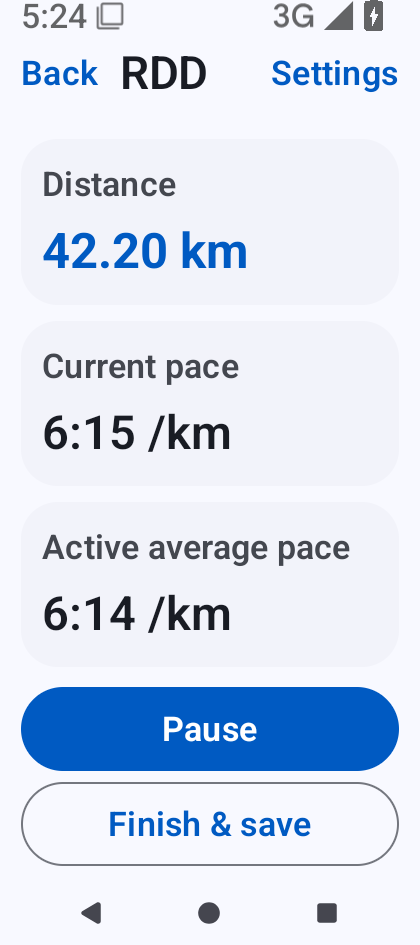 5:24 3G
Back RDD Settings
Distance
42.20 km
Current pace
6:15 /km
Active average pace
6:14 /km
Pause
Finish & save